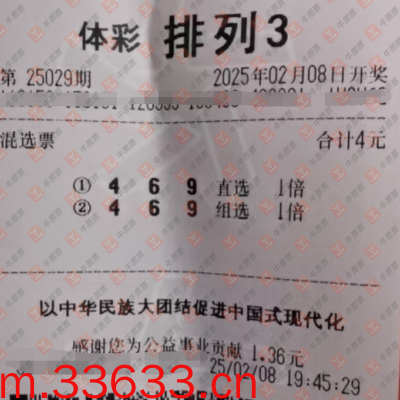 体彩 排列3
第 25029期 2025年02月08日开奖
混选票 合计4元
① 4 6 9 直选 1倍
② 4 6 9 组选 1倍
以中华民族大团结促进中国式现代化
感谢您为公益事业贡献 1.36元
25/02/08 19:45:29
m.33633.cn